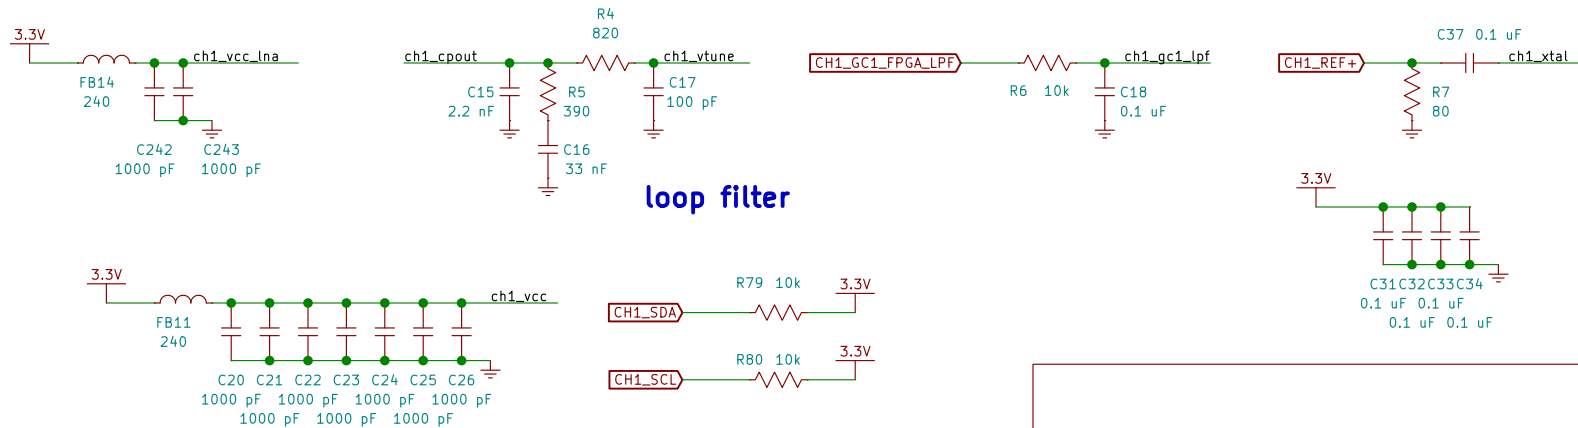 3.3V
FB14
240
ch1_vcc_lna
C242
1000 pF
C243
1000 pF
ch1_cpout
C15
2.2 nF
R4
820
R5
390
C16
33 nF
ch1_vtune
C17
100 pF
loop filter
CH1_GC1_FPGA_LPF
R6 10k
ch1_gc1_lpf
C18
0.1 uF
CH1_REF+
C37 0.1 uF
ch1_xtal
R7
80
3.3V
C31 C32 C33 C34
0.1 uF 0.1 uF
0.1 uF 0.1 uF
3.3V
FB11
240
ch1_vcc
C20 C21 C22 C23 C24 C25 C26
1000 pF 1000 pF 1000 pF 1000 pF
1000 pF 1000 pF 1000 pF
CH1_SDA
R79 10k
3.3V
CH1_SCL
R80 10k
3.3V